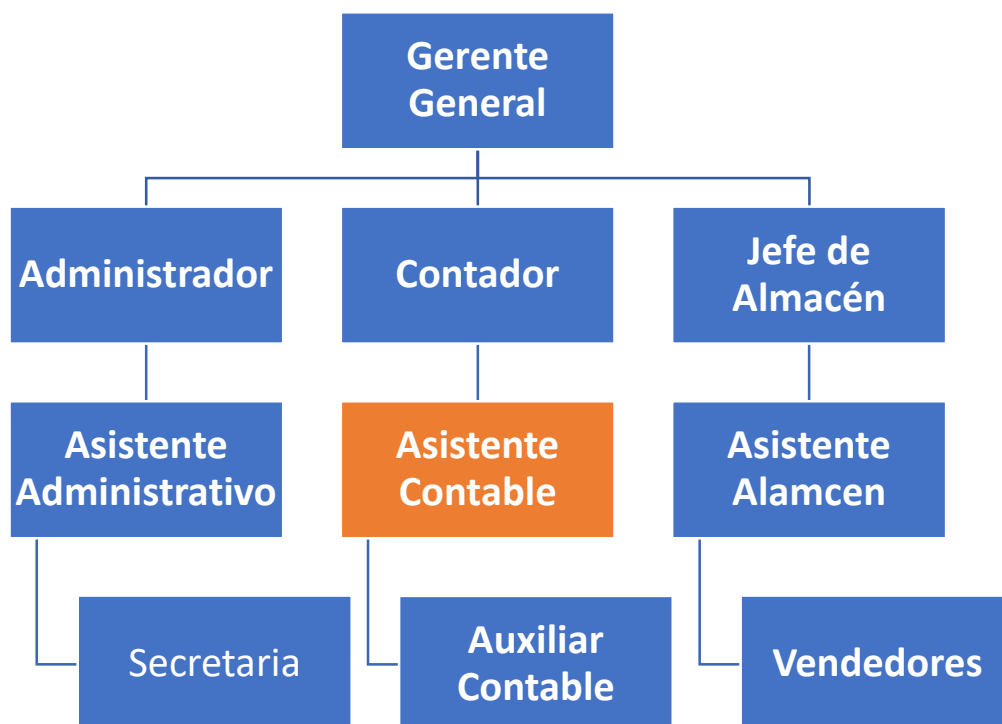 Gerente
General
Administrador
Contador
Jefe de
Almacén
Asistente
Administrativo
Asistente
Contable
Asistente
Alamcen
Secretaria
Auxiliar
Contable
Vendedores